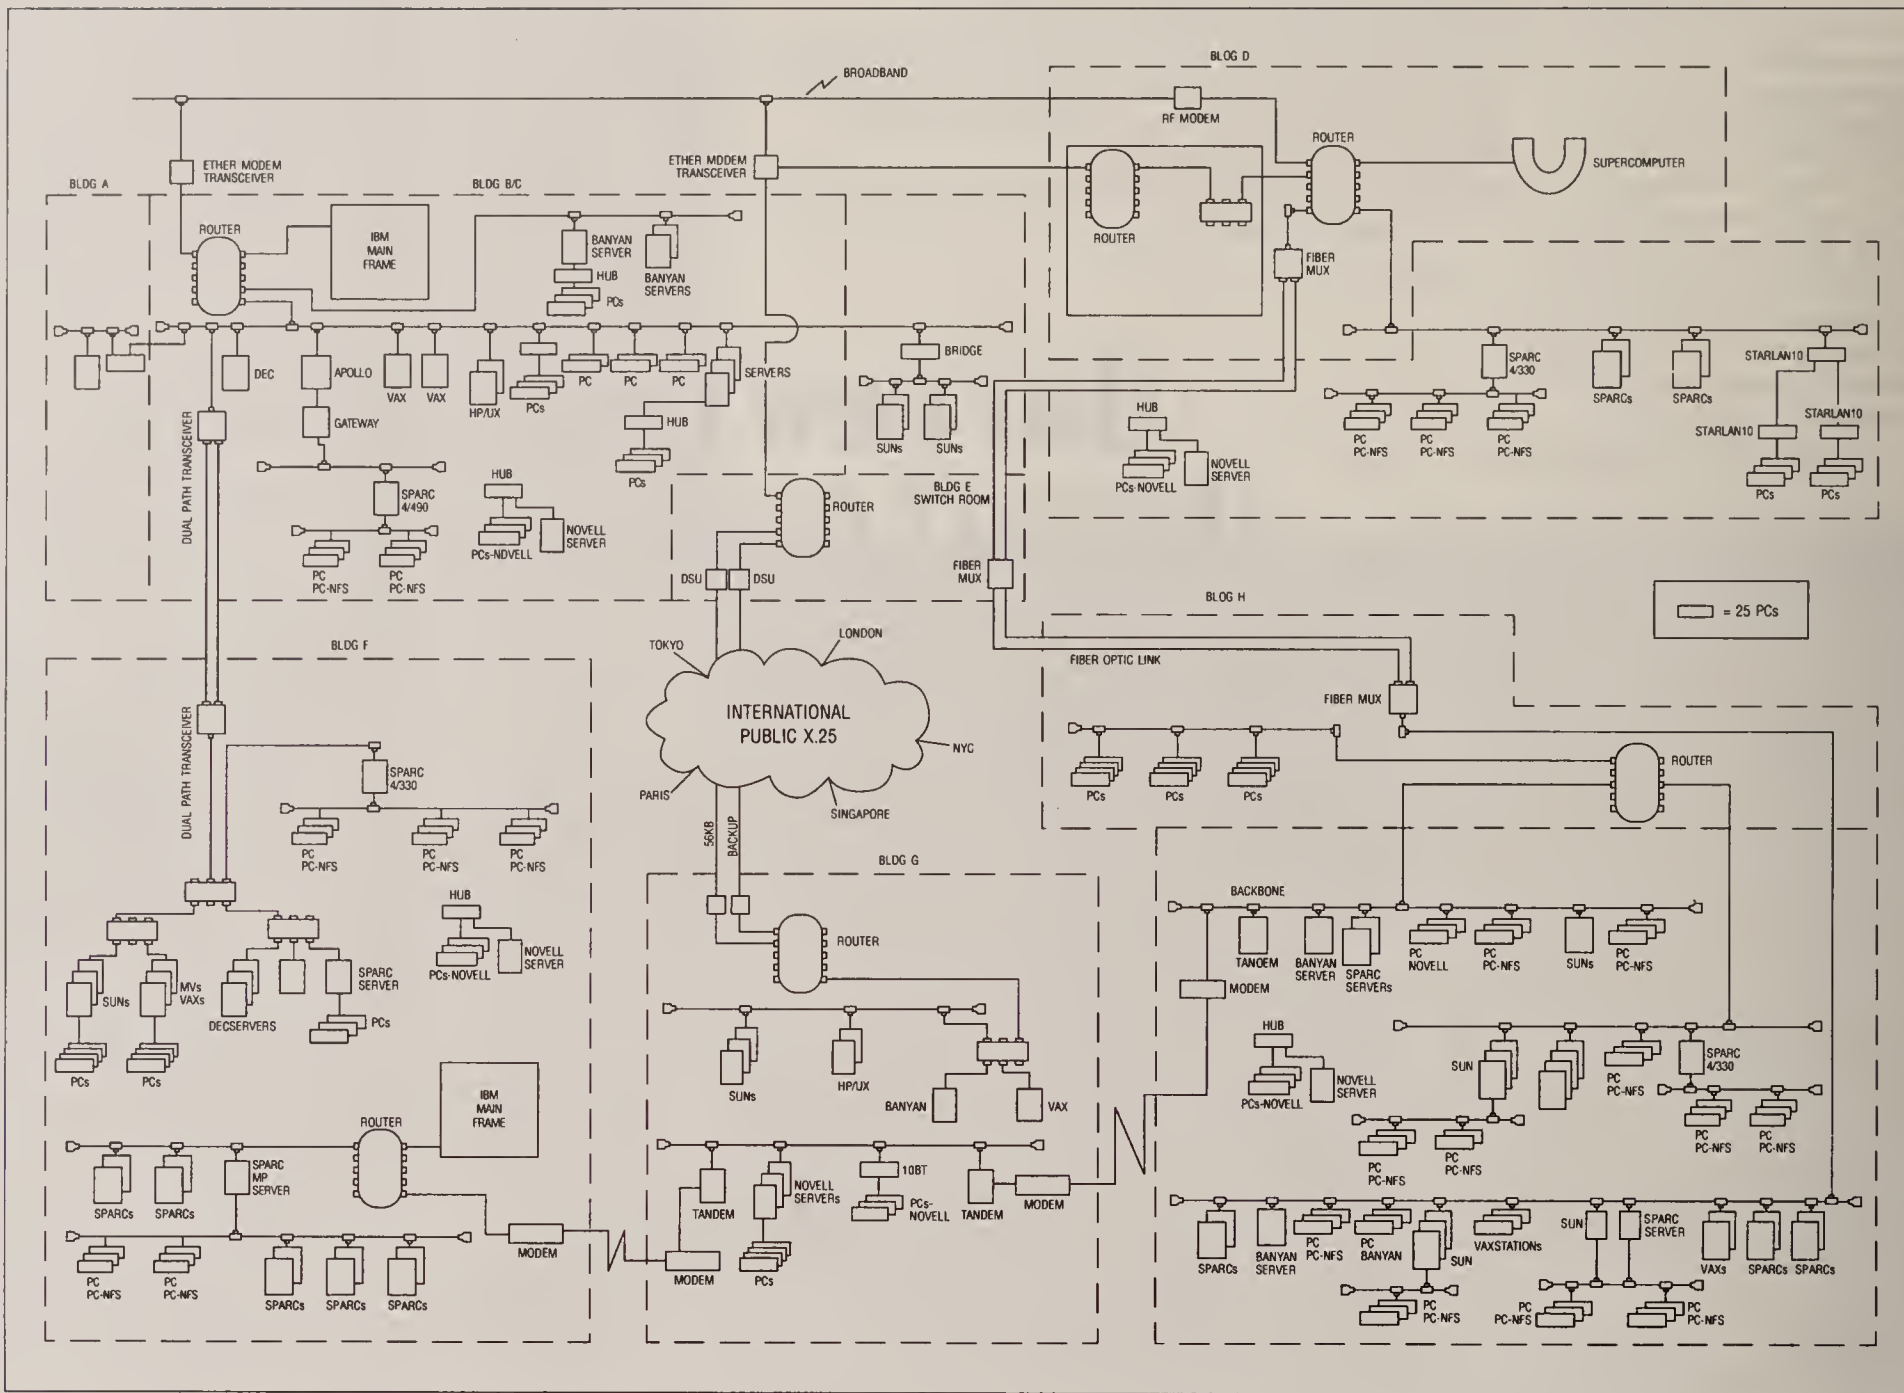 BLOG D
BROADBAND
RF MODEM
ROUTER
SUPERCOMPUTER
ETHER MODEM
TRANSCEIVER
ETHER MDDEM
TRANSCEIVER
BLDG A
BLDG B/C
ROUTER
IBM
MAIN
FRAME
BANYAN
SERVER
HUB
PCs
BANYAN
SERVERS
ROUTER
FIBER
MUX
DEC
APOLLO
VAX
VAX
HP/UX
PCs
PC
PC
PC
SERVERS
BRIDGE
SUNs
SUNs
HUB
PCs
GATEWAY
DUAL PATH TRANSCEIVER
SPARC
4/490
PC
PC-NFS
PC
PC-NFS
HUB
PCs-NDVELL
NOVELL
SERVER
BLDG E
SWITCH ROOM
ROUTER
DSU
DSU
FIBER
MUX
SPARC
4/330
PC
PC-NFS
PC
PC-NFS
PC
PC-NFS
SPARCs
SPARCs
STARLAN10
STARLAN10
STARLAN10
PCs
PCs
HUB
PCs-NOVELL
NOVELL
SERVER
BLOG H
= 25 PCs
FIBER OPTIC LINK
FIBER MUX
ROUTER
PCs
PCs
PCs
TOKYO
LONDON
INTERNATIONAL
PUBLIC X.25
NYC
PARIS
SINGAPORE
56KB
BACKUP
BLDG F
DUAL PATH TRANSCEIVER
SPARC
4/330
PC
PC-NFS
PC
PC-NFS
PC
PC-NFS
HUB
PCs-NOVELL
NOVELL
SERVER
SUNs
MVs
VAXs
DECSERVERS
SPARC
SERVER
PCs
PCs
PCs
IBM
MAIN
FRAME
ROUTER
SPARCs
SPARCs
SPARC
MP
SERVER
PC
PC-NFS
PC
PC-NFS
SPARCs
SPARCs
SPARCs
MODEM
BLDG G
ROUTER
SUNs
HP/UX
BANYAN
VAX
TANDEM
NOVELL
SERVERs
10BT
PCs-
NOVELL
TANDEM
MODEM
MODEM
PCs
BACKBONE
TANOEM
BANYAN
SERVER
SPARC
SERVERs
PC
NOVELL
PC
PC-NFS
SUNs
PC
PC-NFS
MODEM
HUB
PCs-NOVELL
NOVELL
SERVER
SUN
PC
PC-NFS
SPARC
4/330
PC
PC-NFS
PC
PC-NFS
PC
PC-NFS
PC
PC-NFS
SPARCs
BANYAN
SERVER
PC
PC-NFS
PC
BANYAN
SUN
VAXSTATIONs
SUN
SPARC
SERVER
VAXs
SPARCs
SPARCs
PC
PC-NFS
PC
PC-NFS
PC
PC-NFS